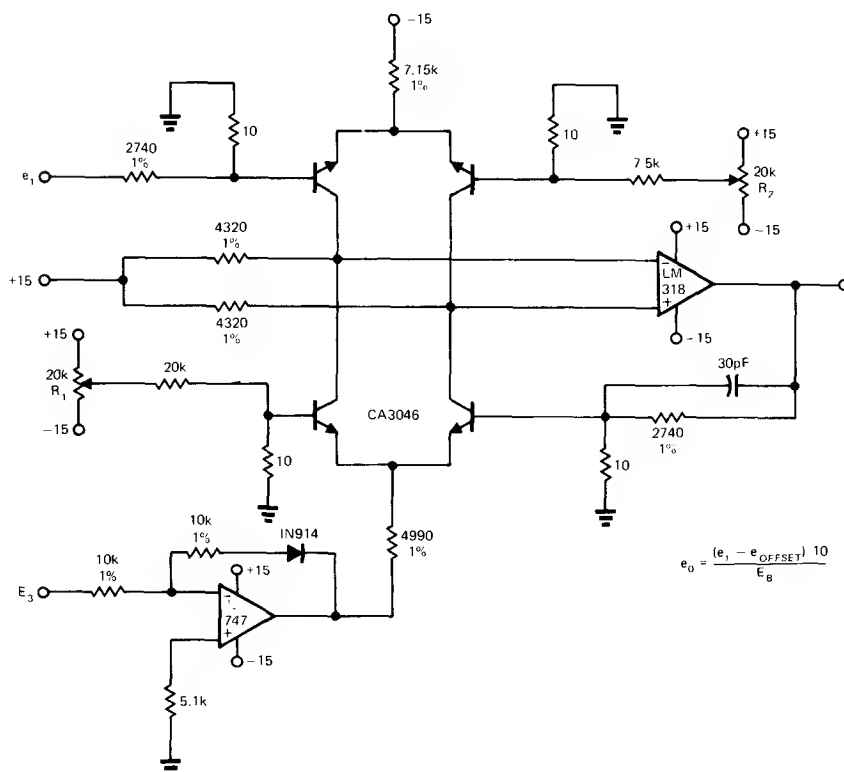 −15
7.15k
1%
10
10
+15
20k
R2
−15
2740
1%
e1
7 5k
4320
1%
+15
4320
1%
+15
−
LM
318
+
−15
+15
20k
R1
−15
20k
10
CA3046
30pF
2740
1%
10
4990
1%
IN914
10k
1%
10k
1%
E3
+15
−
747
+
−15
5.1k
e0 = (e1 − eOFFSET) 10 / EB